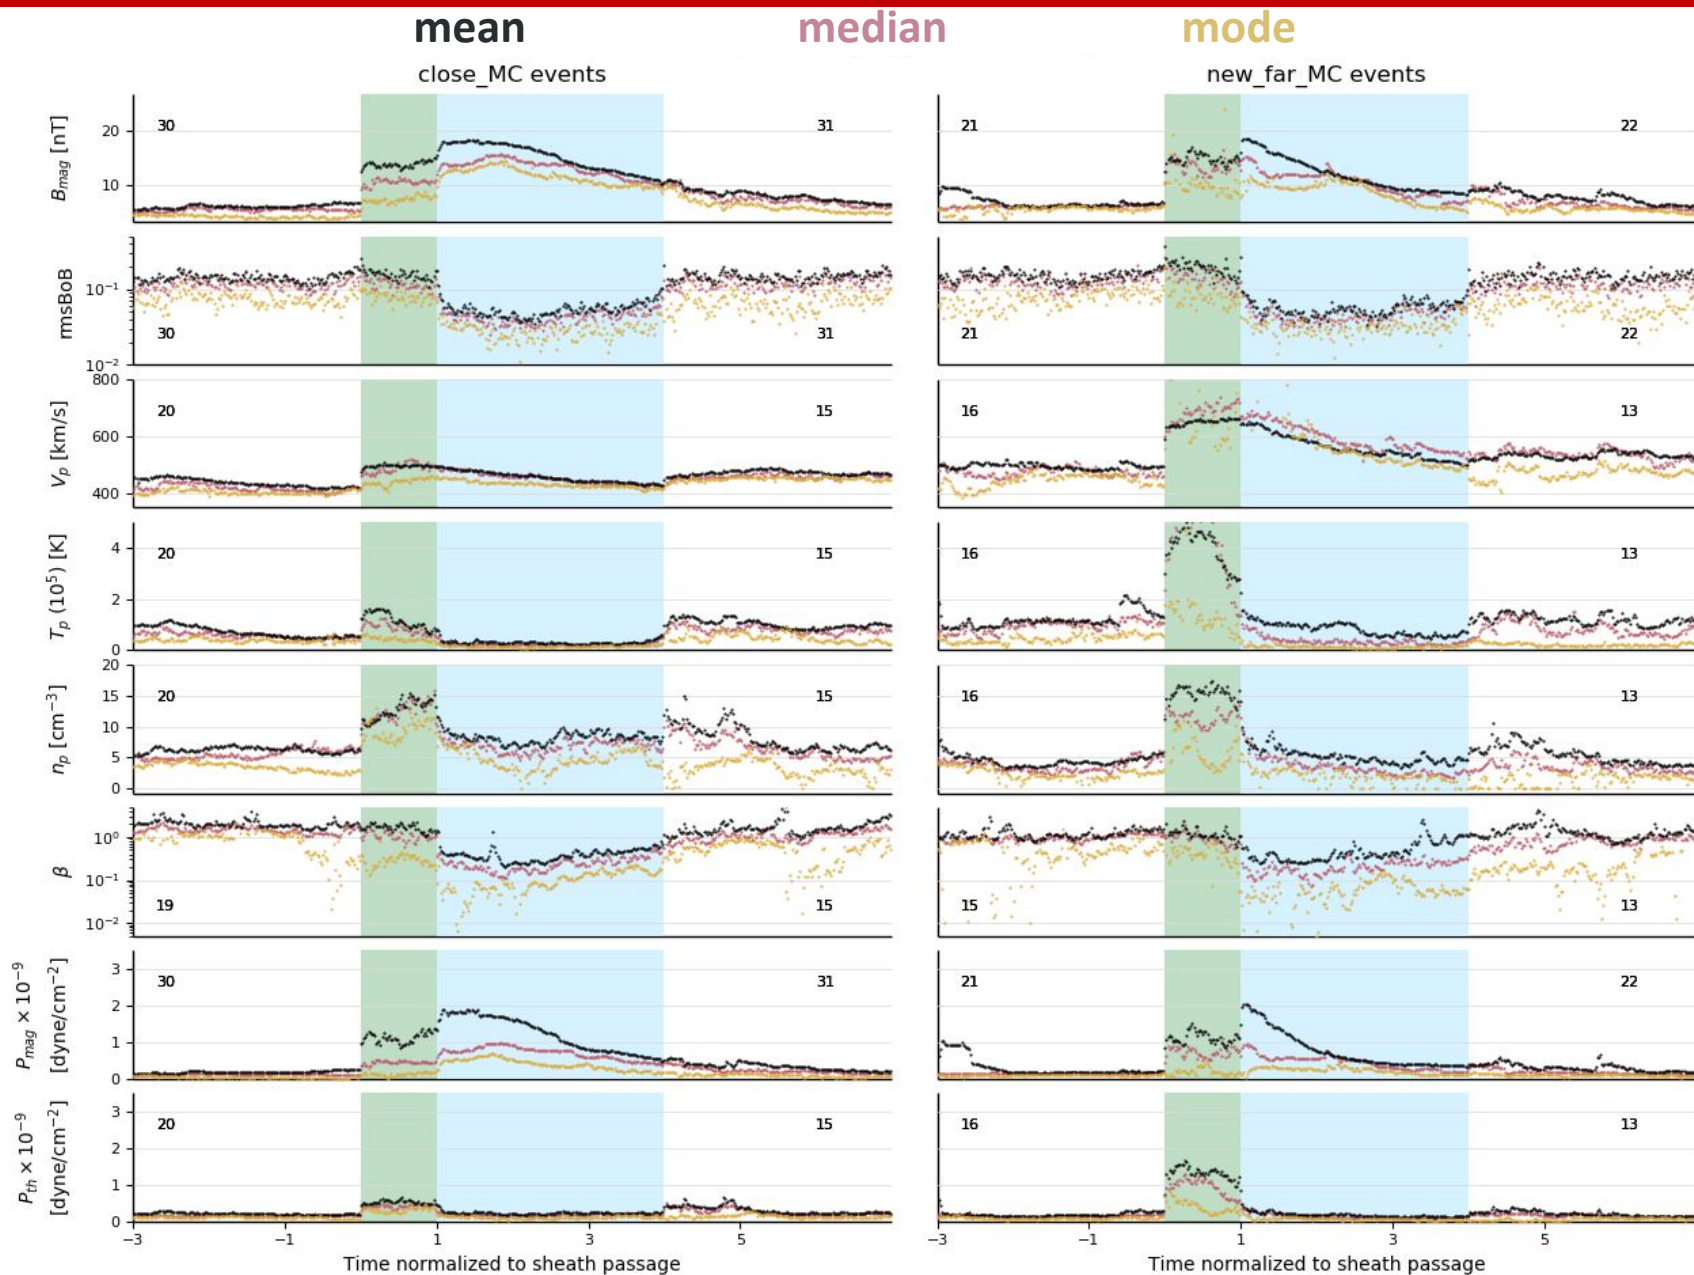 mean median mode
close_MC events new_far_MC events
B_mag [nT]
20
10
30 31 21 22
rmsBoB
10^−1
10^−2
30 31 21 22
V_p [km/s]
800
600
400
20 15 16 13
T_p (10^5) [K]
4
2
0
20 15 16 13
n_p [cm^−3]
20
15
10
5
0
20 15 16 13
β
10^0
10^−1
10^−2
19 15 15 13
P_mag × 10^−9
[dyne/cm^−2]
3
2
1
0
30 31 21 22
P_th × 10^−9
[dyne/cm^−2]
3
2
1
0
20 15 16 13
−3 −1 1 3 5 −3 −1 1 3 5
Time normalized to sheath passage Time normalized to sheath passage